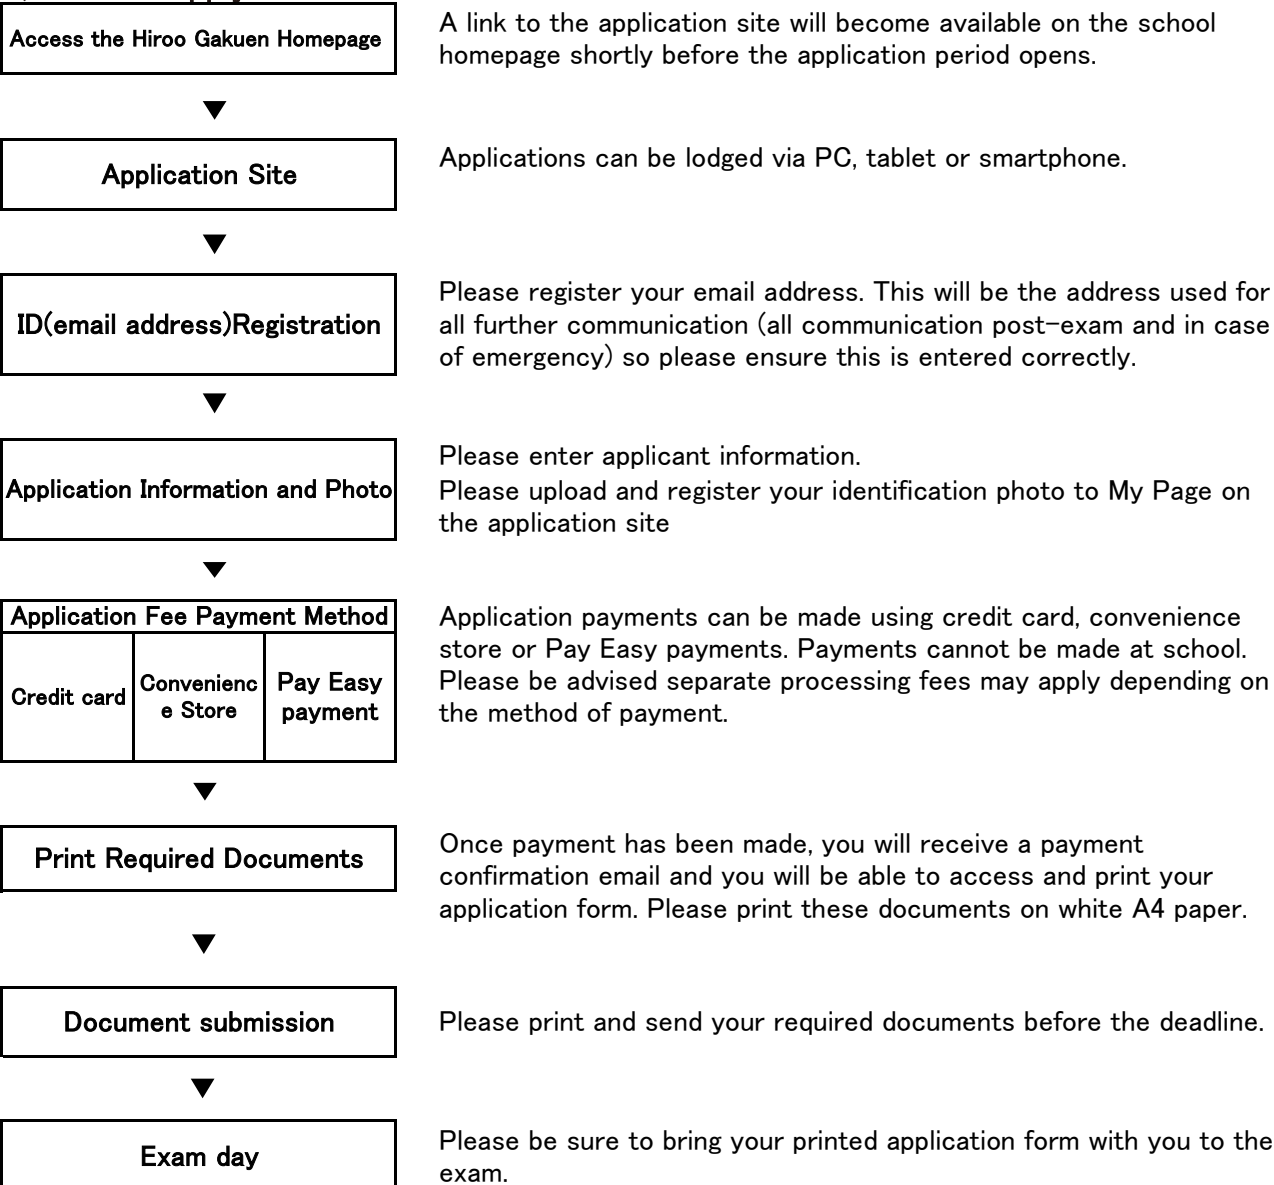 Access the Hiroo Gakuen Homepage
A link to the application site will become available on the school
homepage shortly before the application period opens.
▼
Application Site
Applications can be lodged via PC, tablet or smartphone.
▼
ID(email address)Registration
Please register your email address. This will be the address used for
all further communication (all communication post-exam and in case
of emergency) so please ensure this is entered correctly.
▼
Application Information and Photo
Please enter applicant information.
Please upload and register your identification photo to My Page on
the application site
▼
Application Fee Payment Method
Credit card
Convenienc
e Store
Pay Easy
payment
Application payments can be made using credit card, convenience
store or Pay Easy payments. Payments cannot be made at school.
Please be advised separate processing fees may apply depending on
the method of payment.
▼
Print Required Documents
Once payment has been made, you will receive a payment
confirmation email and you will be able to access and print your
application form. Please print these documents on white A4 paper.
▼
Document submission
Please print and send your required documents before the deadline.
▼
Exam day
Please be sure to bring your printed application form with you to the
exam.